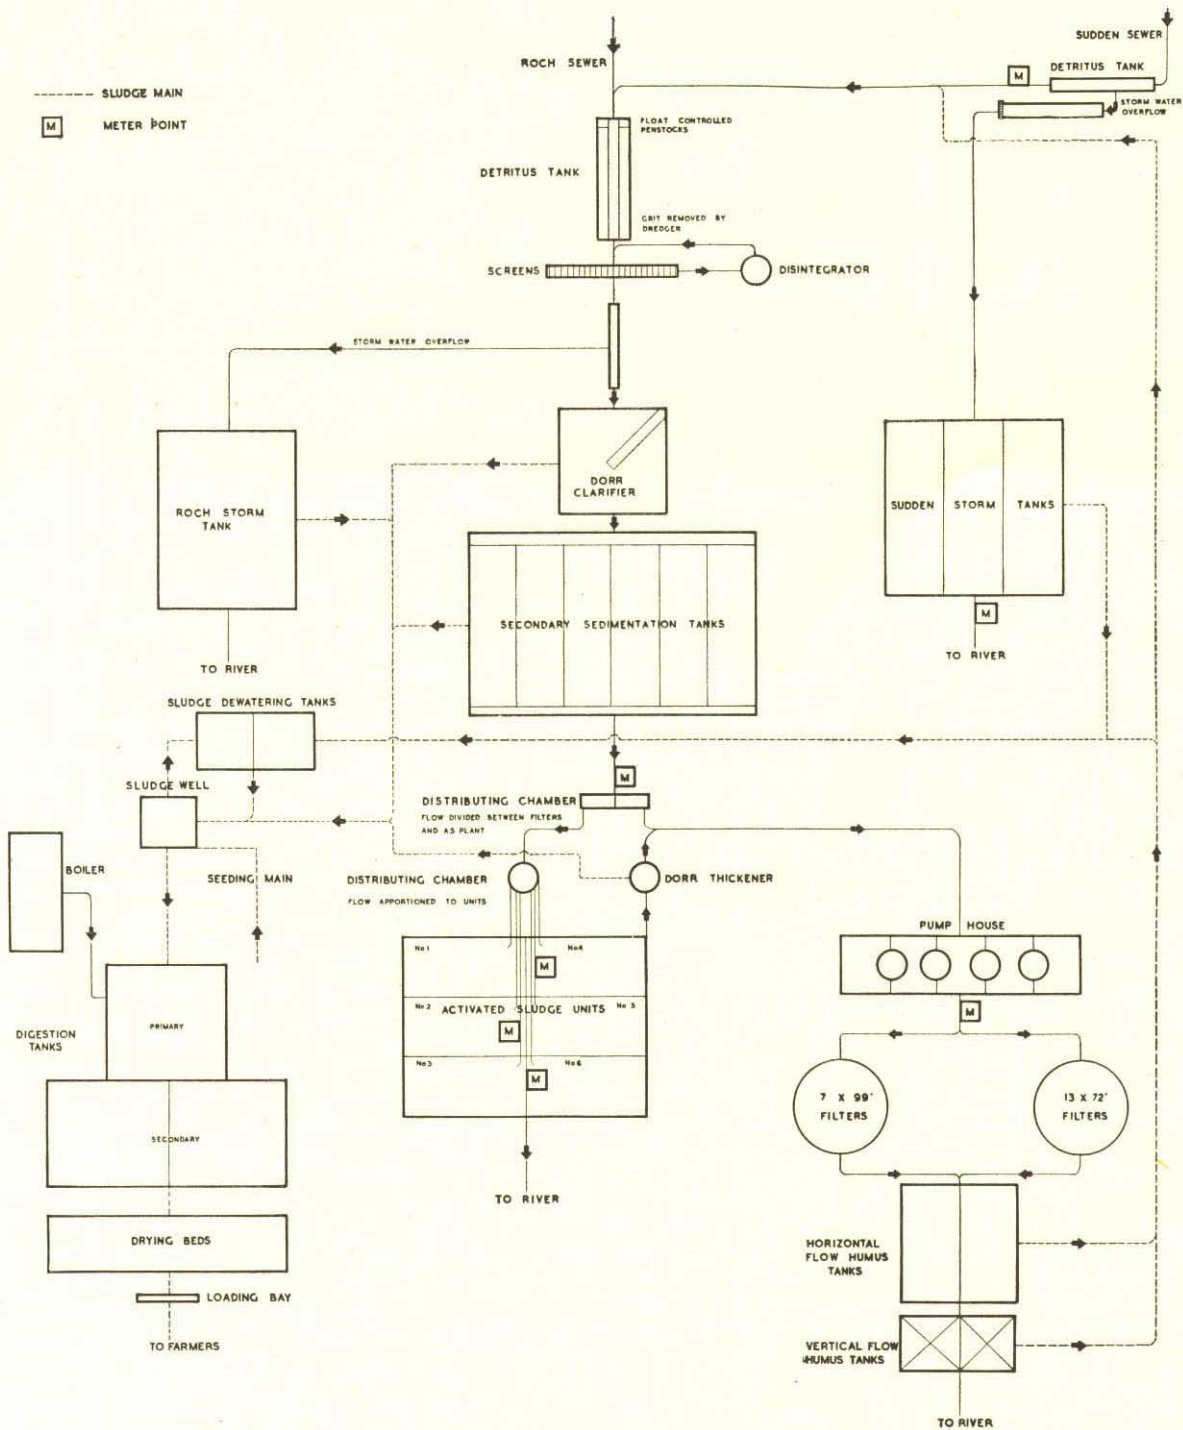 ROCH SEWER
SUDDEN SEWER
M
DETRITUS TANK
STORM WATER
OVERFLOW
SLUDGE MAIN
M METER POINT
FLOAT CONTROLLED
PENSTOCKS
DETRITUS TANK
GRIT REMOVED BY
DREDGER
SCREENS
DISINTEGRATOR
STORM WATER OVERFLOW
DORR
CLARIFIER
ROCH STORM
TANK
SUDDEN STORM TANKS
M
TO RIVER
SECONDARY SEDIMENTATION TANKS
TO RIVER
SLUDGE DEWATERING TANKS
SLUDGE WELL
M
DISTRIBUTING CHAMBER
FLOW DIVIDED BETWEEN FILTERS
AND A.S PLANT
BOILER
SEEDING MAIN
DISTRIBUTING CHAMBER
FLOW APPORTIONED TO UNITS
DORR THICKENER
PUMP HOUSE
No 1
No 4
M
No 2 ACTIVATED SLUDGE UNITS No 5
M
No 3
No 6
M
TO RIVER
M
DIGESTION
TANKS
PRIMARY
SECONDARY
7 X 99'
FILTERS
13 X 72'
FILTERS
DRYING BEDS
LOADING BAY
TO FARMERS
HORIZONTAL
FLOW HUMUS
TANKS
VERTICAL FLOW
HUMUS TANKS
TO RIVER